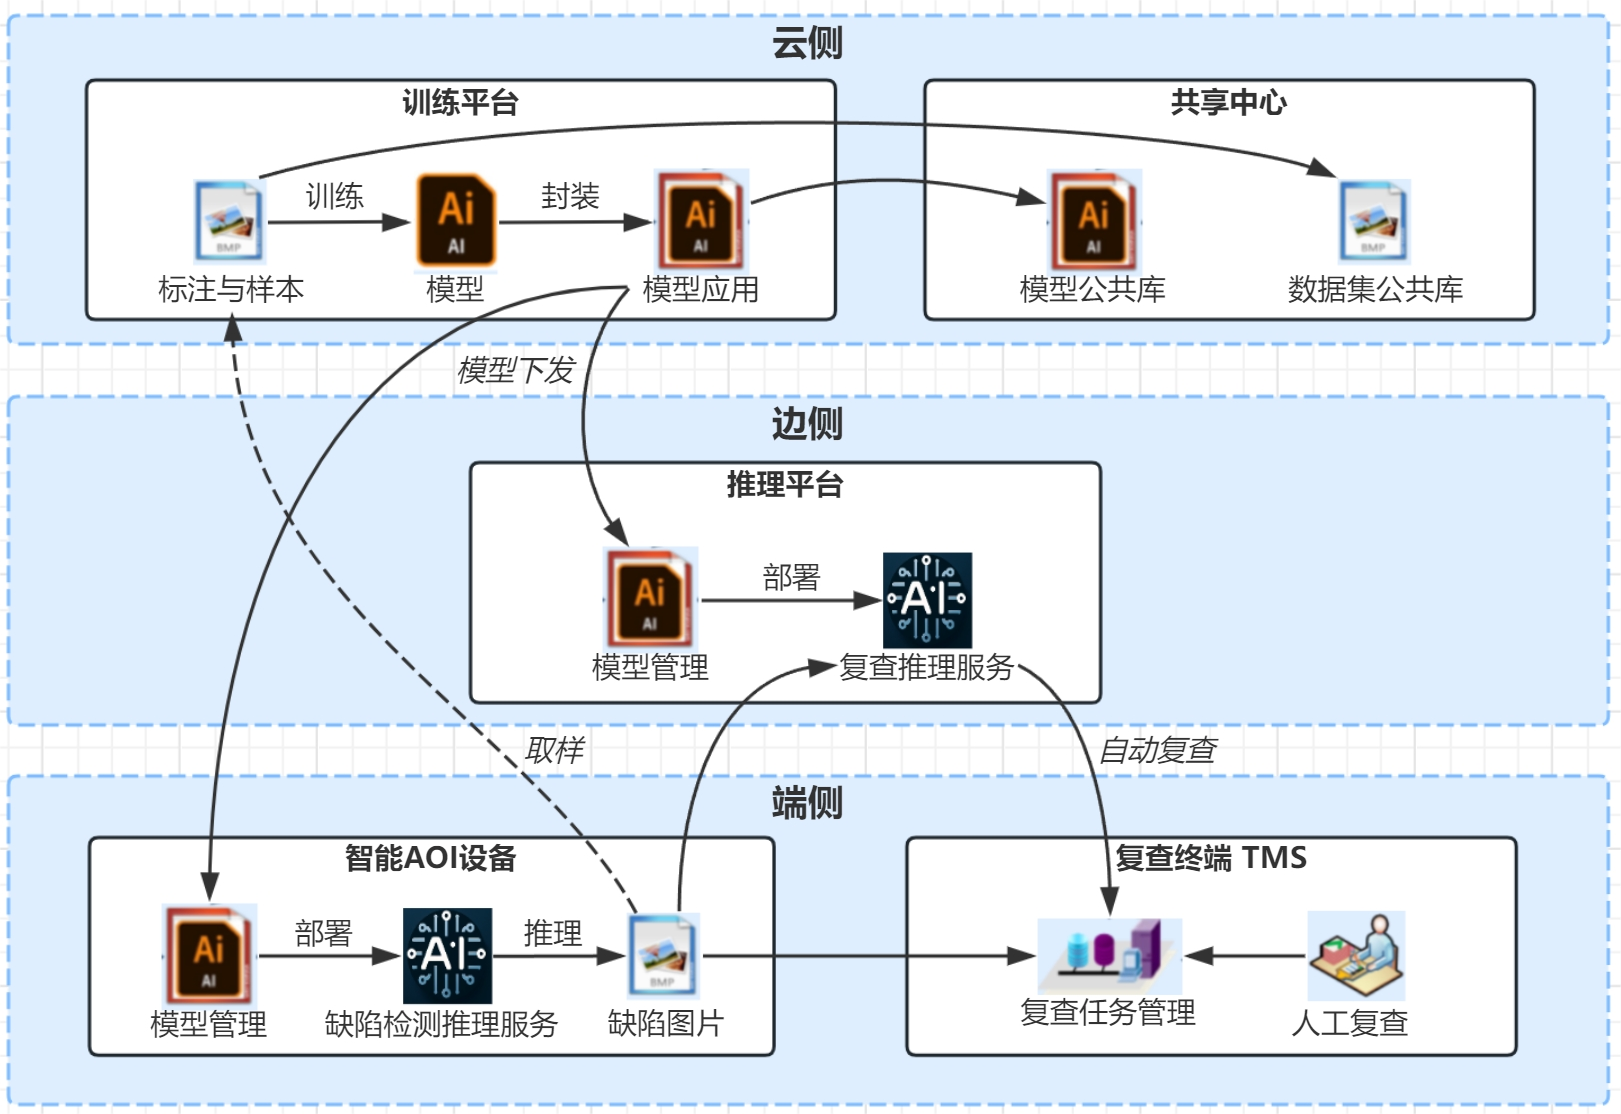 云侧
训练平台
共享中心
训练
封装
Ai
AI
Ai
AI
Ai
AI
BMP
BMP
标注与样本
模型
模型应用
模型公共库
数据集公共库
模型下发
边侧
推理平台
部署
Ai
AI
AI
模型管理
复查推理服务
取样
自动复查
端侧
智能AOI设备
复查终端 TMS
部署
推理
Ai
AI
AI
BMP
模型管理
缺陷检测推理服务
缺陷图片
复查任务管理
人工复查